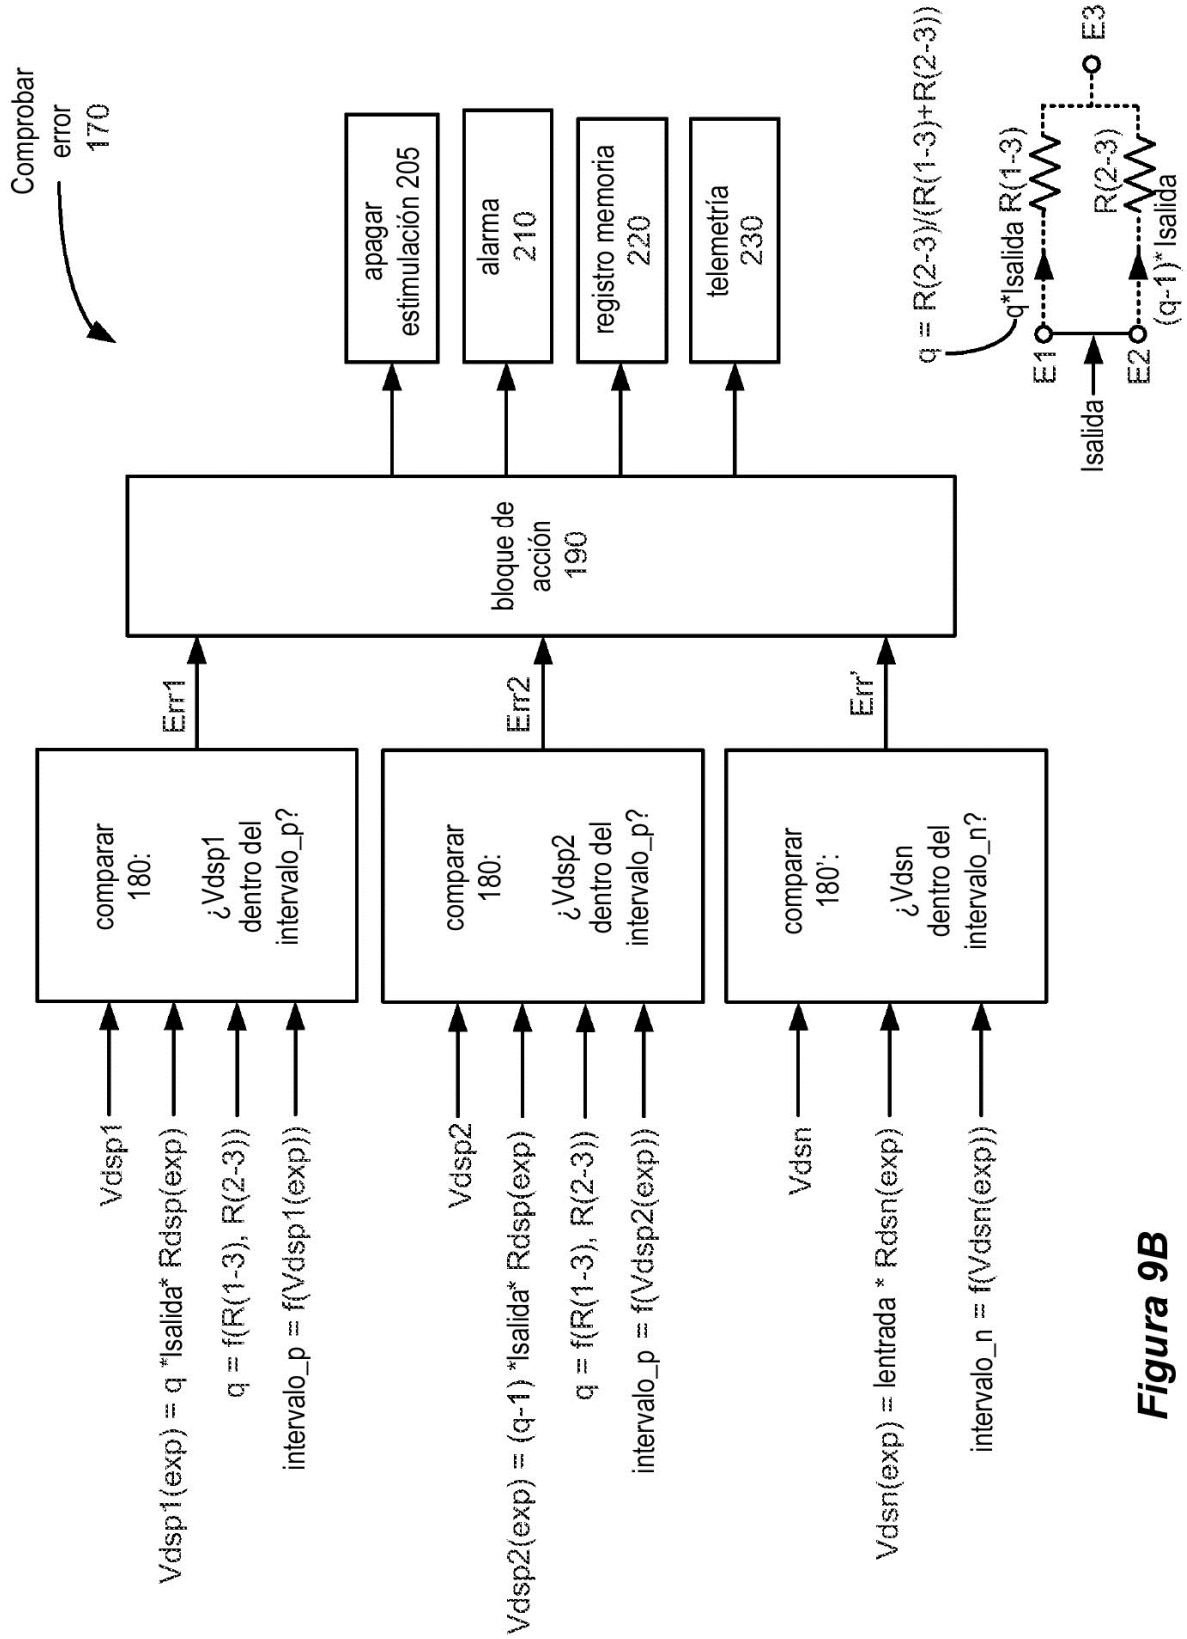 Comprobar
error
170
Vdsp1
Vdsp1(exp) = q *Isalida* Rdsp(exp)
q = f(R(1-3), R(2-3))
intervalo_p = f(Vdsp1(exp))
comparar
180:
¿Vdsp1
dentro del
intervalo_p?
Err1
Vdsp2
Vdsp2(exp) = (q-1) *Isalida* Rdsp(exp)
q = f(R(1-3), R(2-3))
intervalo_p = f(Vdsp2(exp))
comparar
180:
¿Vdsp2
dentro del
intervalo_p?
Err2
Vdsn
Vdsn(exp) = Ientrada * Rdsn(exp)
intervalo_n = f(Vdsn(exp))
comparar
180':
¿Vdsn
dentro del
intervalo_n?
Err'
bloque de
acción
190
apagar
estimulación 205
alarma
210
registro memoria
220
telemetría
230
q = R(2-3)/(R(1-3)+R(2-3))
q*Isalida R(1-3)
E1
E3
Isalida
R(2-3)
E2
(q-1)* Isalida
Figura 9B